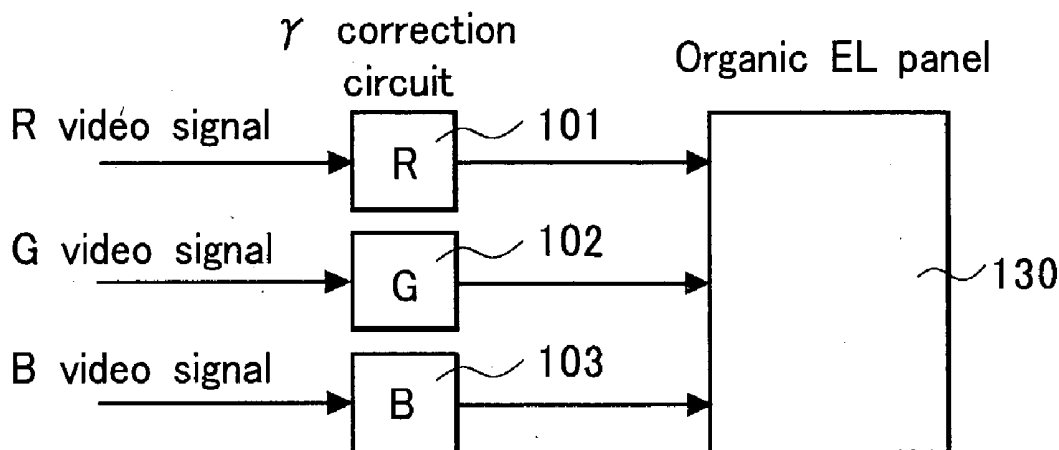 γ correction
circuit
Organic EL panel
R video signal
R
101
G video signal
G
102
130
B video signal
B
103